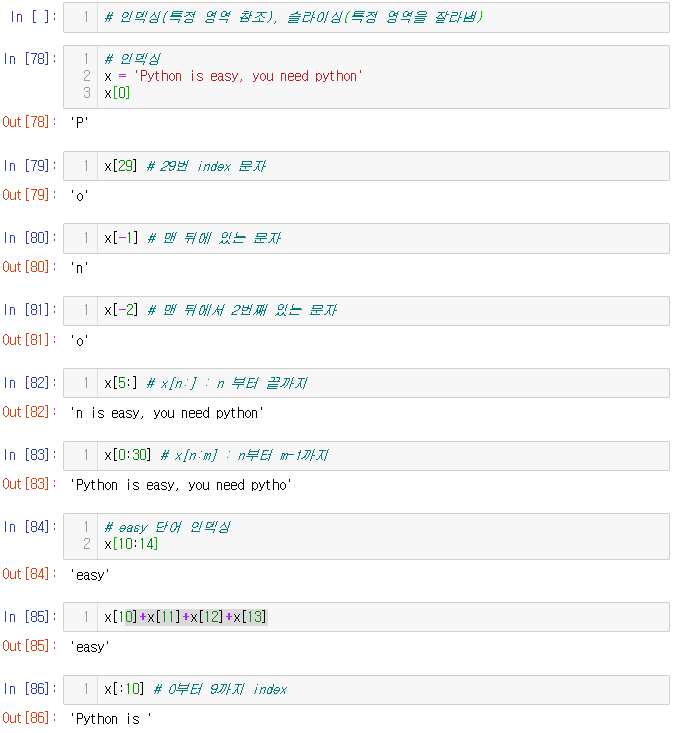 In [ ]: # 인덱싱(특정 영역 참조), 슬라이싱(특정 영역을 잘라냄)
In [78]: 1 # 인덱싱
2 x = 'Python is easy, you need python'
3 x[0]
Out[78]: 'P'
In [79]: 1 x[29] # 29번 index 문자
Out[79]: 'o'
In [80]: 1 x[-1] # 맨 뒤에 있는 문자
Out[80]: 'n'
In [81]: 1 x[-2] # 맨 뒤에서 2번째 있는 문자
Out[81]: 'o'
In [82]: 1 x[5:] # x[n:] : n 부터 끝까지
Out[82]: 'n is easy, you need python'
In [83]: 1 x[0:30] # x[n:m] : n부터 m-1까지
Out[83]: 'Python is easy, you need pytho'
In [84]: 1 # easy 단어 인덱싱
2 x[10:14]
Out[84]: 'easy'
In [85]: 1 x[10]+x[11]+x[12]+x[13]
Out[85]: 'easy'
In [86]: 1 x[:10] # 0부터 9까지 index
Out[86]: 'Python is '